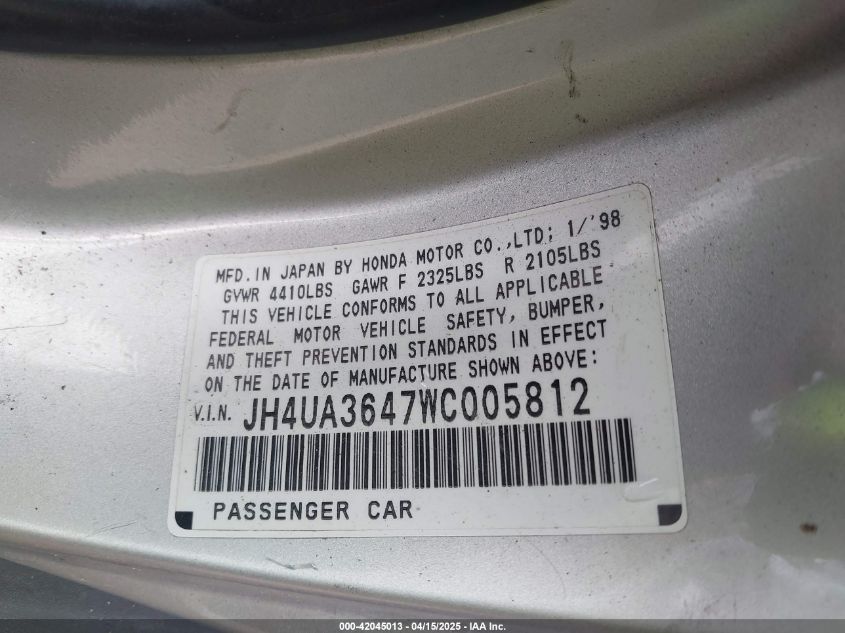 MFD. IN JAPAN BY HONDA MOTOR CO.,LTD; 1/'98
GVWR 4410LBS GAWR F 2325LBS R 2105LBS
THIS VEHICLE CONFORMS TO ALL APPLICABLE
FEDERAL MOTOR VEHICLE SAFETY, BUMPER,
AND THEFT PREVENTION STANDARDS IN EFFECT
ON THE DATE OF MANUFACTURE SHOWN ABOVE:
V.I.N. JH4UA3647WC005812
PASSENGER CAR
000-42045013 - 04/15/2025 - IAA Inc.